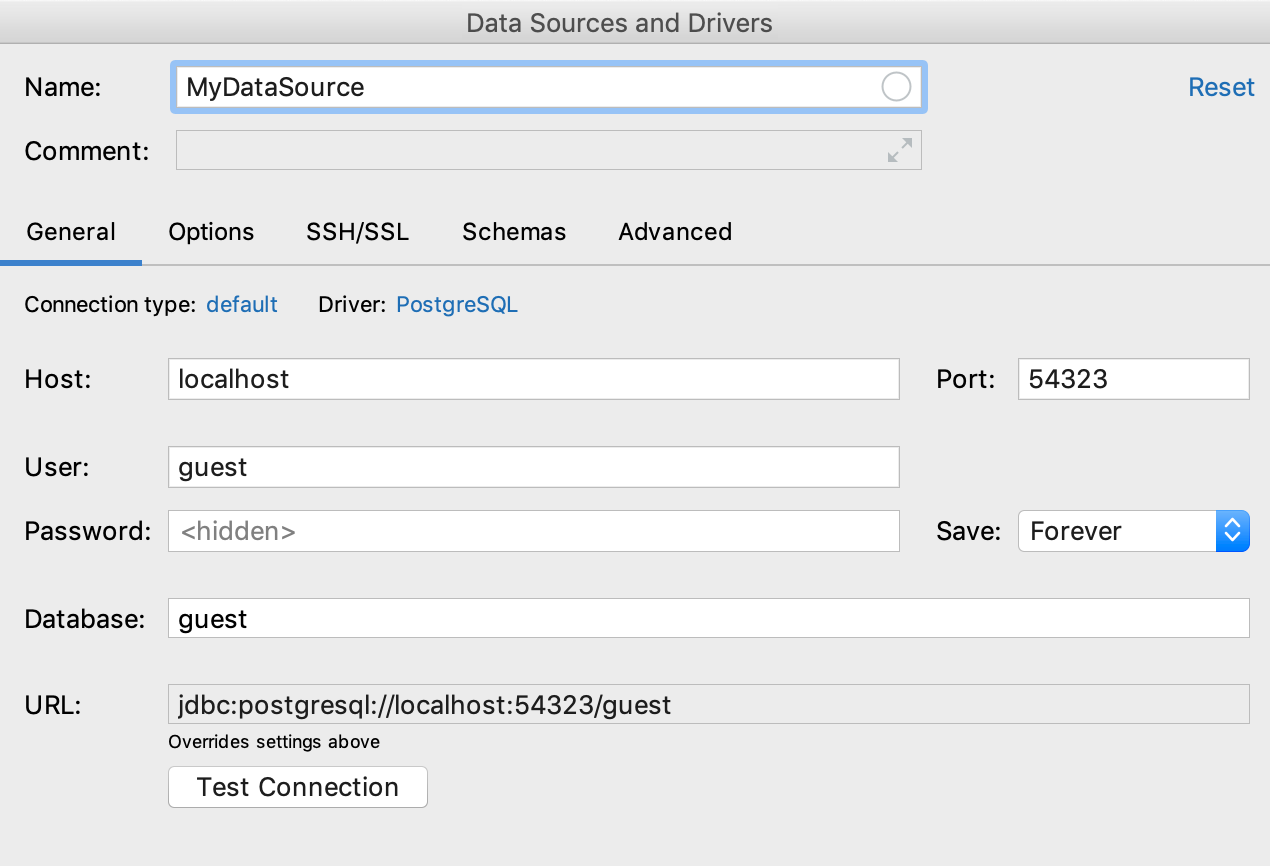 Data Sources and Drivers
Name: MyDataSource Reset
Comment:
General Options SSH/SSL Schemas Advanced
Connection type: default Driver: PostgreSQL
Host: localhost Port: 54323
User: guest
Password: <hidden> Save: Forever
Database: guest
URL: jdbc:postgresql://localhost:54323/guest
Overrides settings above
Test Connection